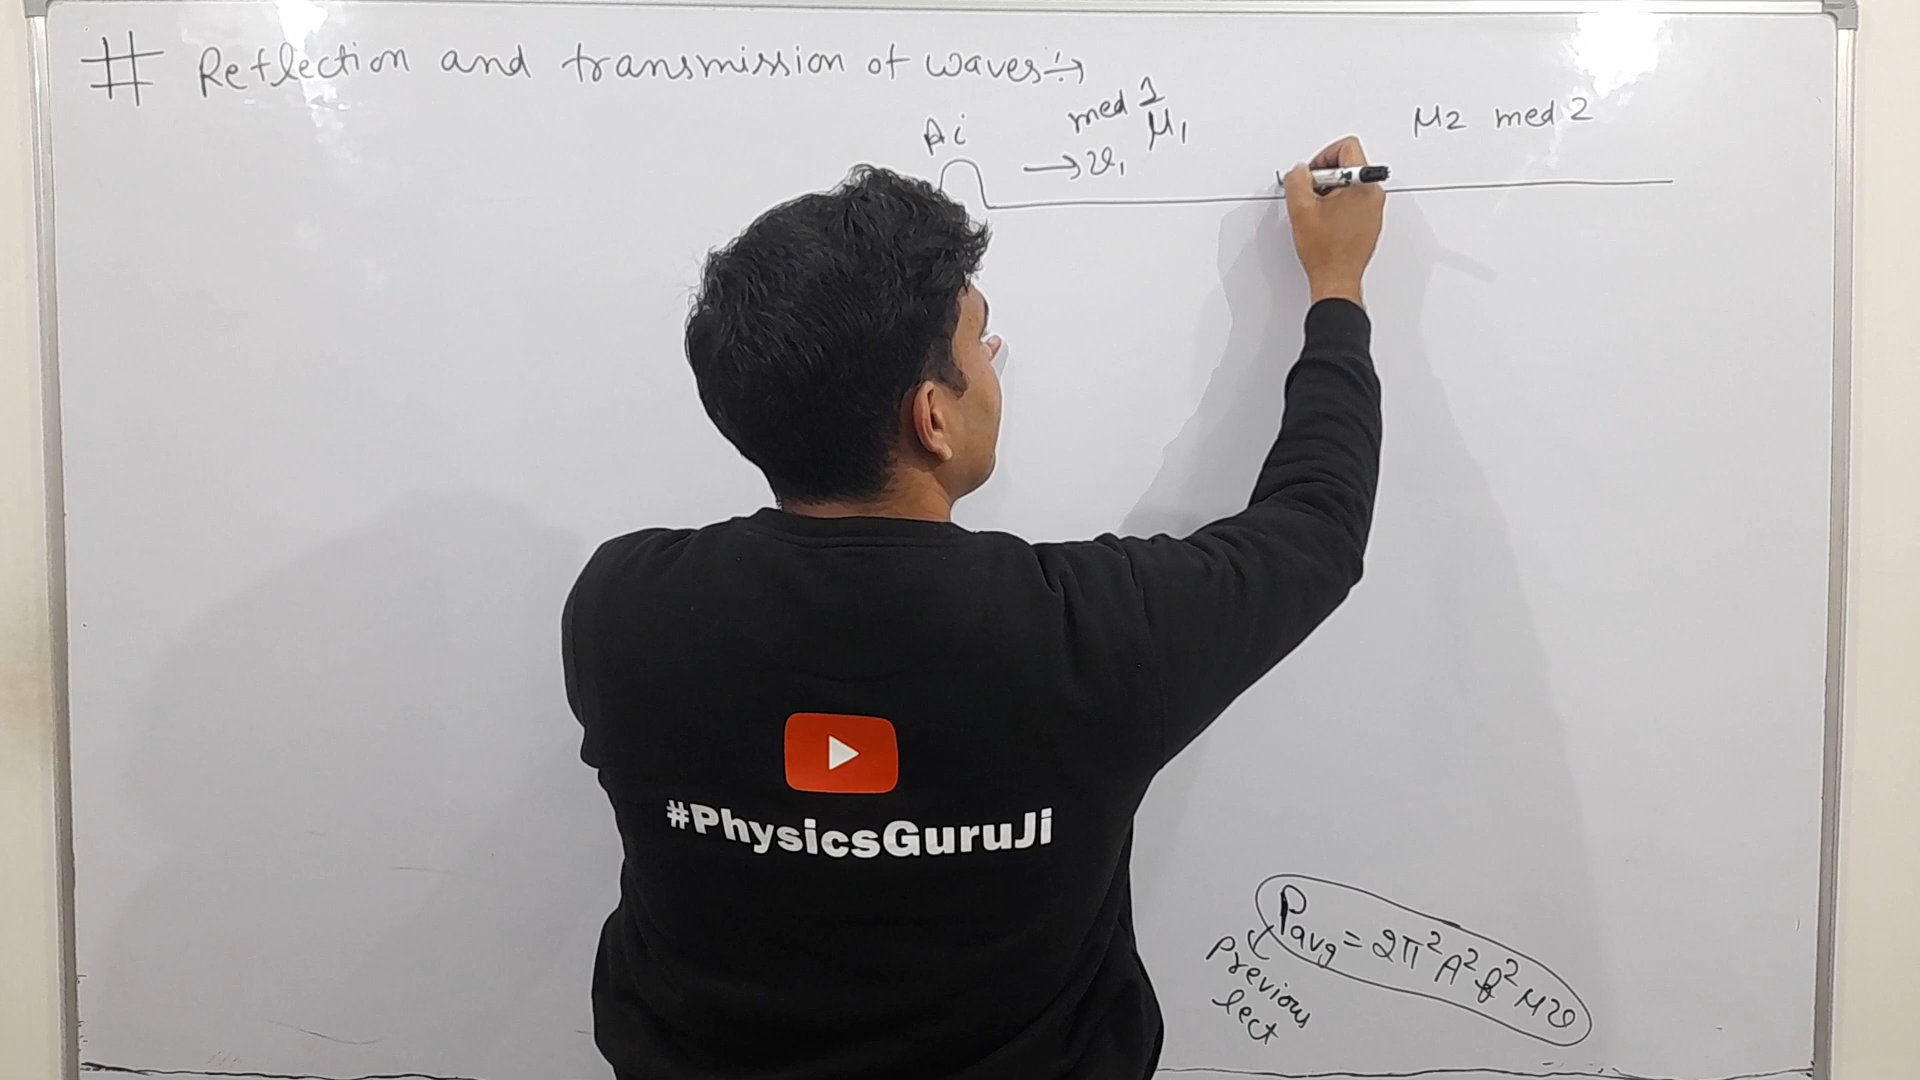 # Reflection and transmission of waves:→
Ai
med 1
→ v₁ μ₁
μ₂ med 2
#PhysicsGuruJi
Pavg = 2π²A²f²μv
Previous
lect